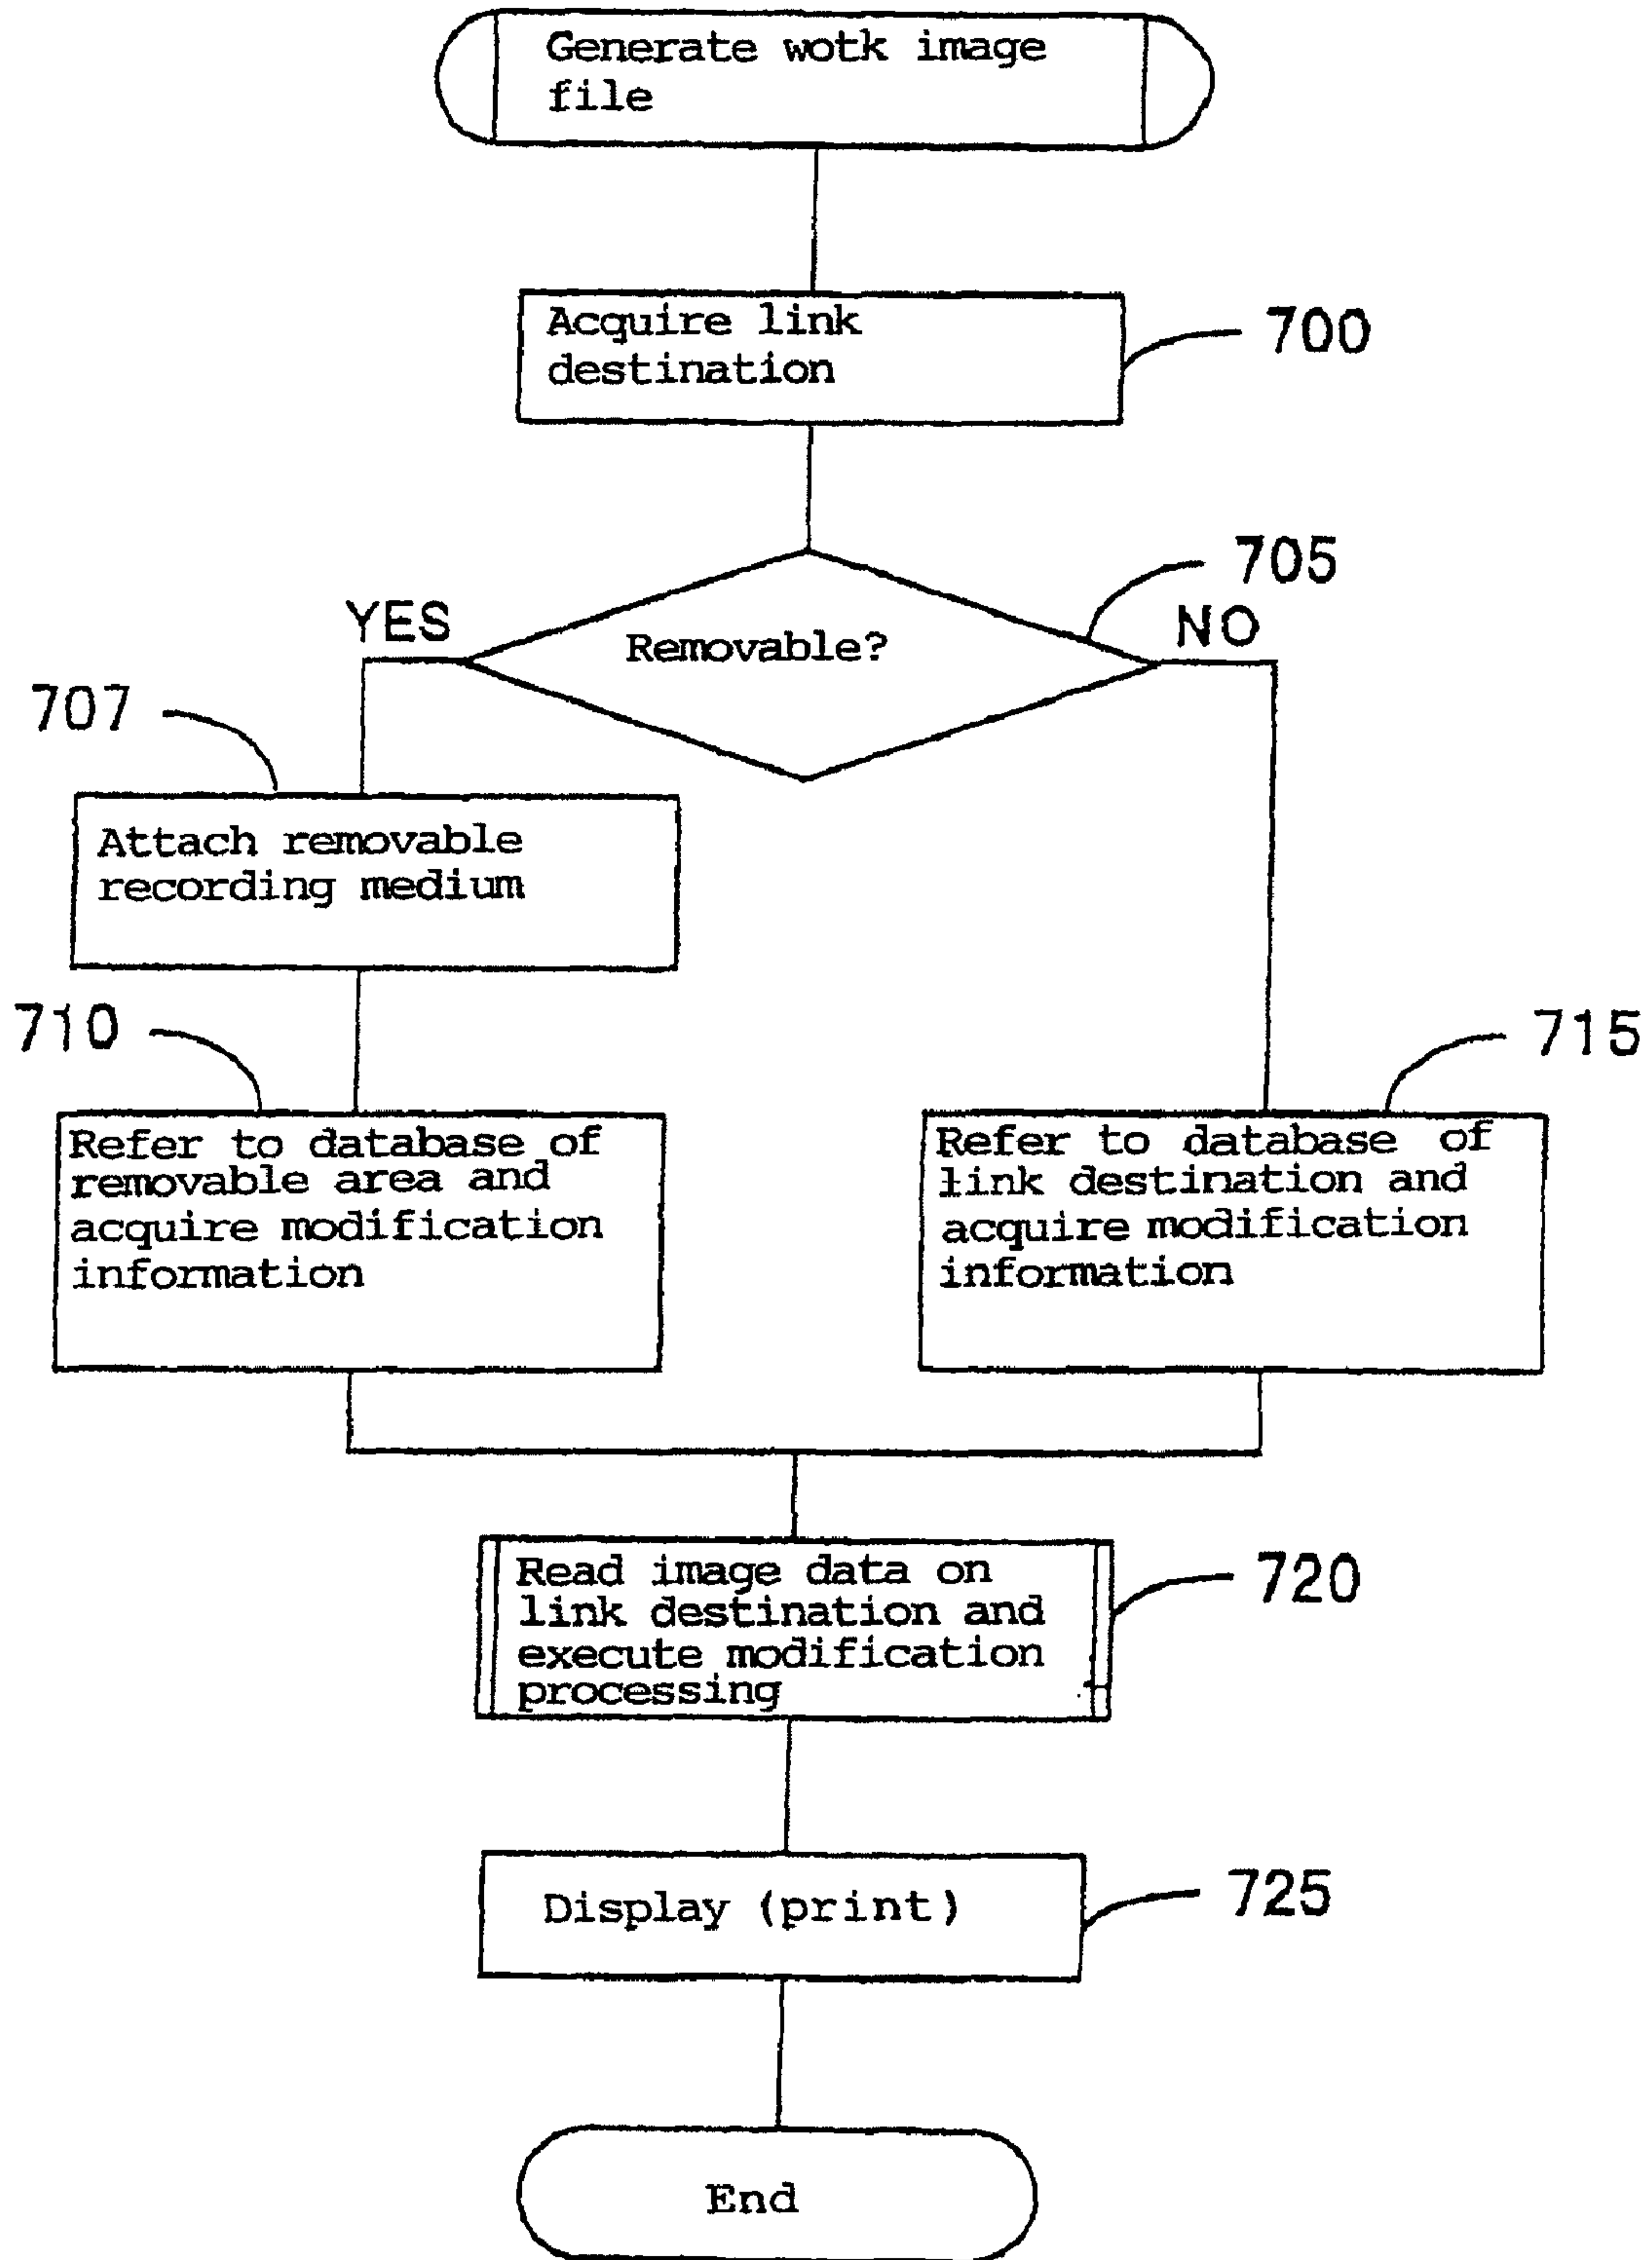 Generate wotk image
file
Acquire link
destination
700
705
YES
Removable?
NO
707
Attach removable
recording medium
710
Refer to database of
removable area and
acquire modification
information
715
Refer to database of
link destination and
acquire modification
information
Read image data on
link destination and
execute modification
processing
720
Display (print)
725
End